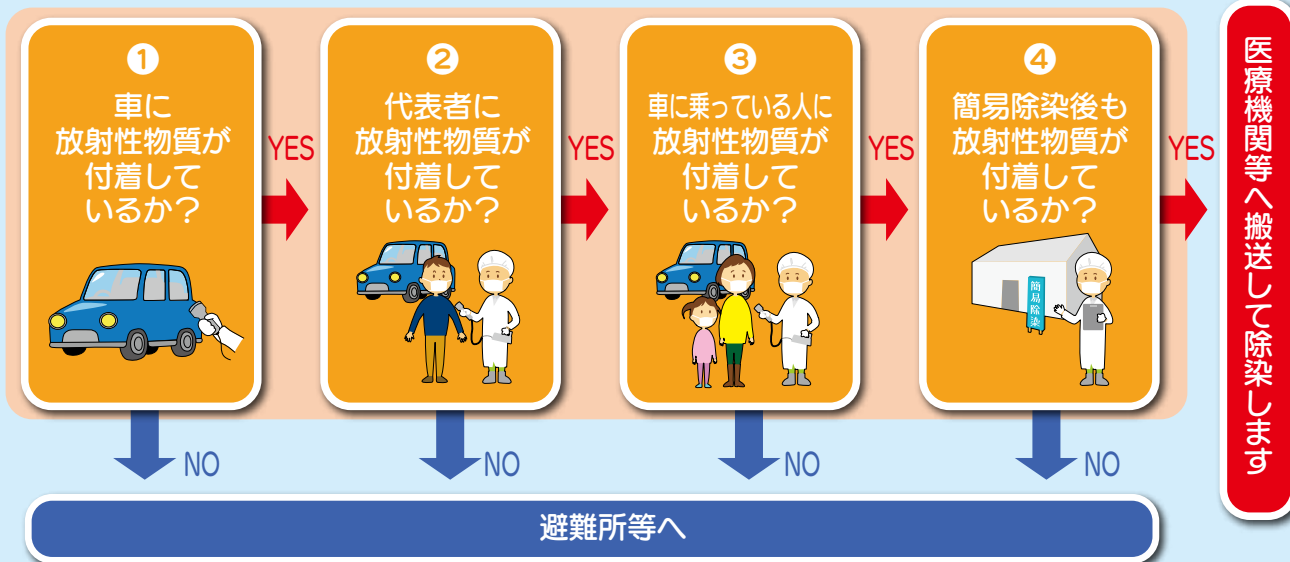 ❶
車に
放射性物質が
付着して
いるか？
YES
❷
代表者に
放射性物質が
付着して
いるか？
YES
❸
車に乗っている人に
放射性物質が
付着して
いるか？
YES
❹
簡易除染後も
放射性物質が
付着して
いるか？
簡易除染
YES
医療機関等へ搬送して除染します
NO
NO
NO
NO
避難所等へ